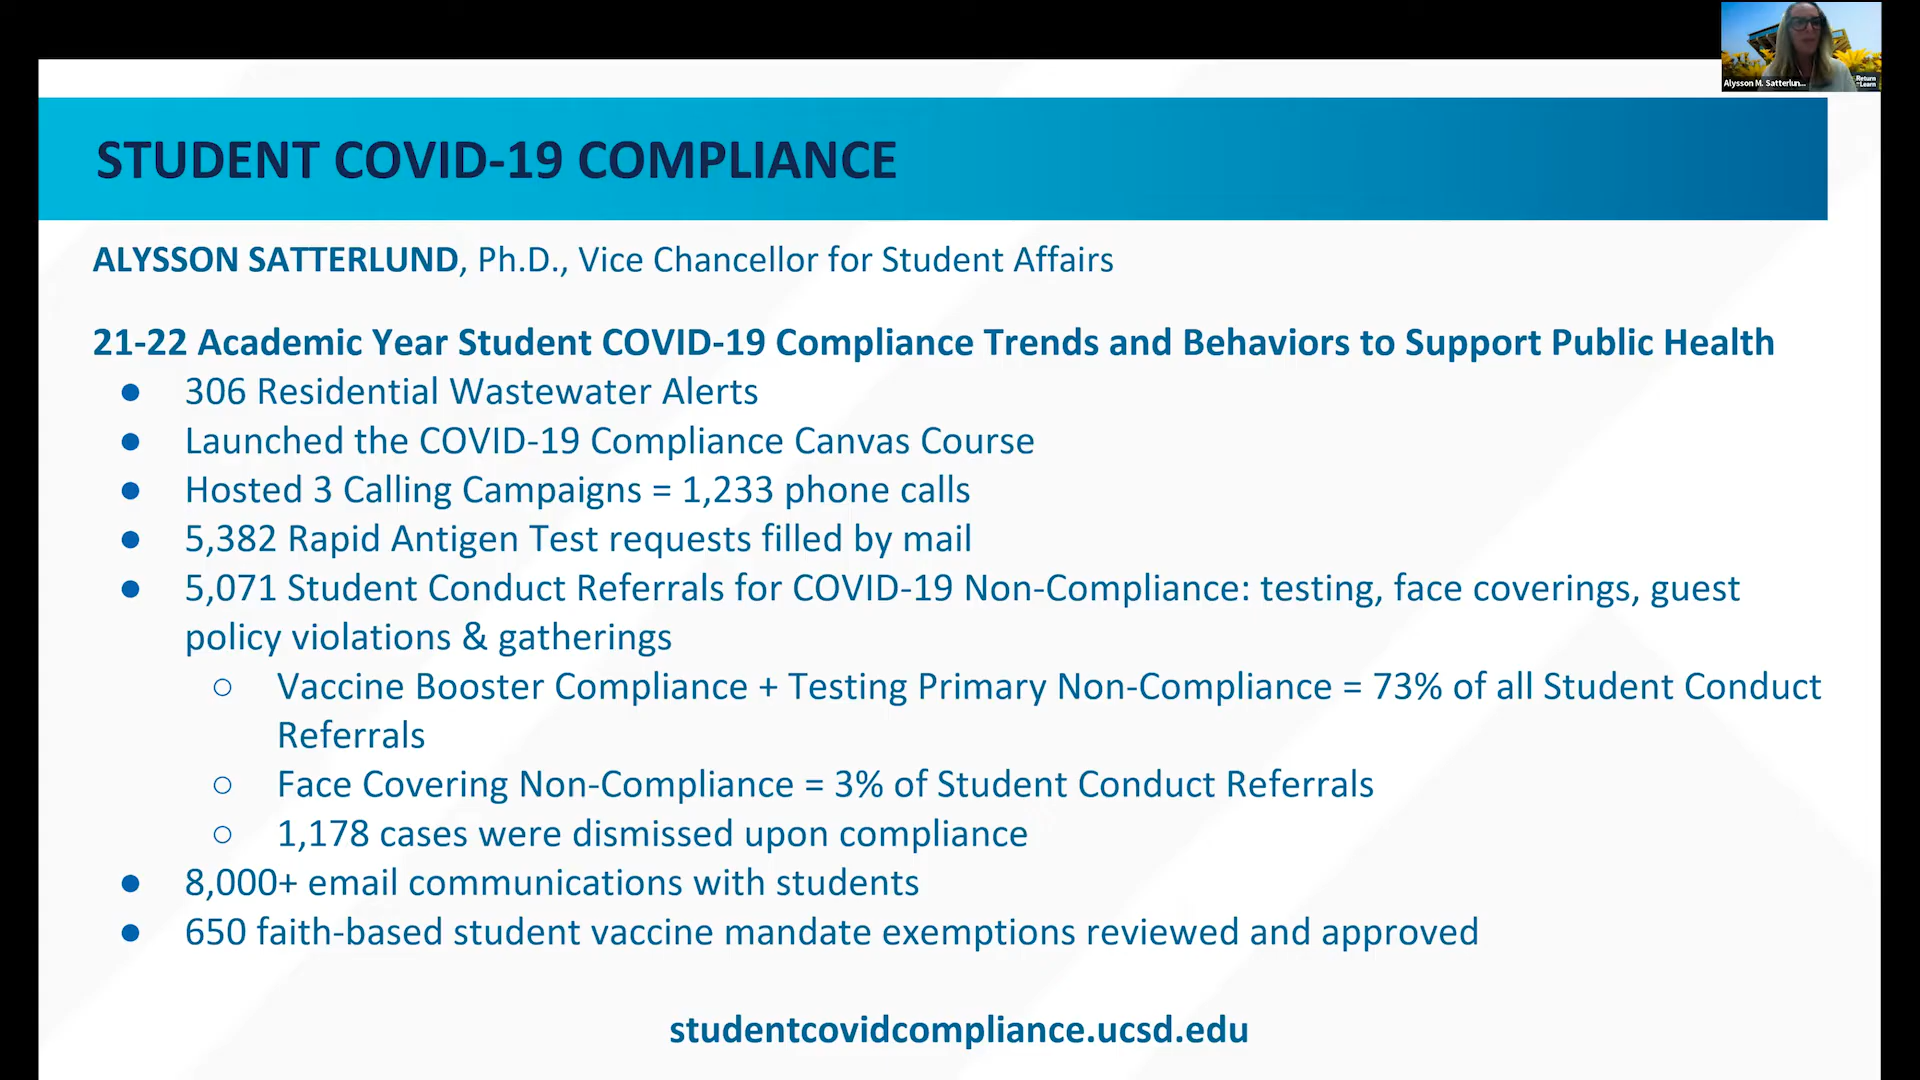 Alysson M. Satterlun...
Return to Learn
STUDENT COVID-19 COMPLIANCE
ALYSSON SATTERLUND, Ph.D., Vice Chancellor for Student Affairs
21-22 Academic Year Student COVID-19 Compliance Trends and Behaviors to Support Public Health
● 306 Residential Wastewater Alerts
● Launched the COVID-19 Compliance Canvas Course
● Hosted 3 Calling Campaigns = 1,233 phone calls
● 5,382 Rapid Antigen Test requests filled by mail
● 5,071 Student Conduct Referrals for COVID-19 Non-Compliance: testing, face coverings, guest
policy violations & gatherings
○ Vaccine Booster Compliance + Testing Primary Non-Compliance = 73% of all Student Conduct
Referrals
○ Face Covering Non-Compliance = 3% of Student Conduct Referrals
○ 1,178 cases were dismissed upon compliance
● 8,000+ email communications with students
● 650 faith-based student vaccine mandate exemptions reviewed and approved
studentcovidcompliance.ucsd.edu